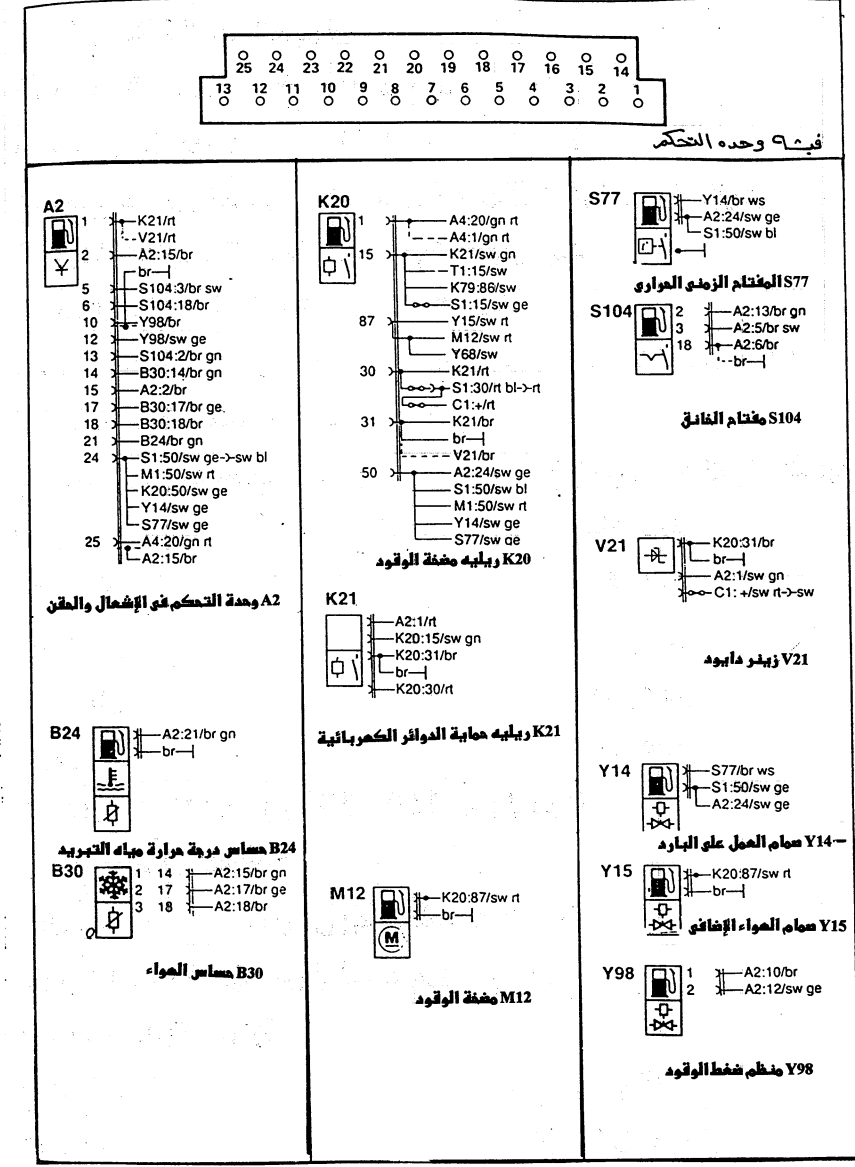 25 24 23 22 21 20 19 18 17 16 15 14
13 12 11 10 9 8 7 6 5 4 3 2 1
فيشة وحده التحكم
A2
1 K21/rt
V21/rt
2 A2:15/br
br
5 S104:3/br sw
6 S104:18/br
10 Y98/br
12 Y98/sw ge
13 S104:2/br gn
14 B30:14/br gn
15 A2:2/br
17 B30:17/br ge
18 B30:18/br
21 B24/br gn
24 S1:50/sw ge->sw bl
M1:50/sw rt
K20:50/sw ge
Y14/sw ge
S77/sw ge
25 A4:20/gn rt
A2:15/br
A2 وحدة التحكم فى الإشعال والحقن
B24
A2:21/br gn
br
B24 حساس درجة حرارة مياه التبريد
B30
1 14 A2:15/br gn
2 17 A2:17/br ge
3 18 A2:18/br
B30 حساس الهواء
K20
1 A4:20/gn rt
A4:1/gn rt
15 K21/sw gn
T1:15/sw
K79:86/sw
S1:15/sw ge
87 Y15/sw rt
M12/sw rt
Y68/sw
30 K21/rt
S1:30/rt bl->rt
C1:+/rt
31 K21/br
br
V21/br
50 A2:24/sw ge
S1:50/sw bl
M1:50/sw rt
Y14/sw ge
S77/sw ge
K20 ريليه مضخة الوقود
K21
A2:1/rt
K20:15/sw gn
K20:31/br
br
K20:30/rt
K21 ريليه حماية الدوائر الكهربائية
M12
K20:87/sw rt
br
M
M12 مضخة الوقود
S77
Y14/br ws
A2:24/sw ge
S1:50/sw bl
S77 المفتاح الزمنى الحرارى
S104
2 A2:13/br gn
3 A2:5/br sw
18 A2:6/br
br
S104 مفتاح الخانق
V21
K20:31/br
br
A2:1/sw gn
C1: +/sw rt->sw
V21 زينر دايود
Y14
S77/br ws
S1:50/sw ge
A2:24/sw ge
Y14 صمام العمل على البارد
Y15
K20:87/sw rt
br
Y15 صمام الهواء الإضافى
Y98
1 A2:10/br
2 A2:12/sw ge
Y98 منظم ضغط الوقود